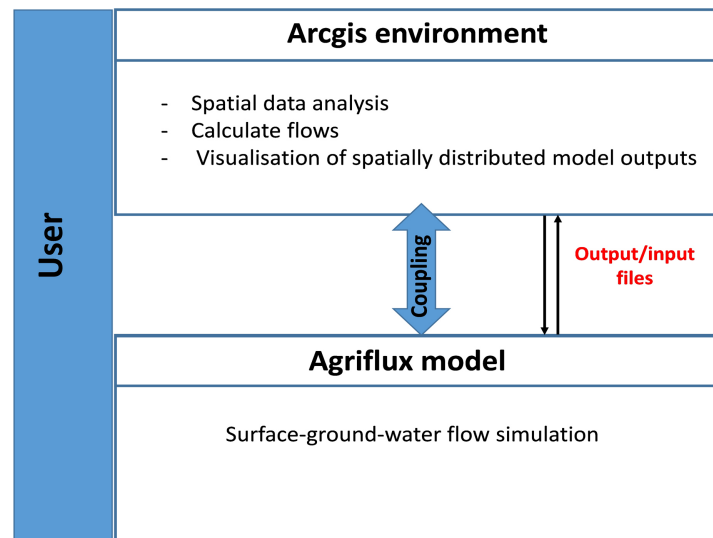 Arcgis environment
- Spatial data analysis
- Calculate flows
- Visualisation of spatially distributed model outputs
User
Coupling
Output/input
files
Agriflux model
Surface-ground-water flow simulation